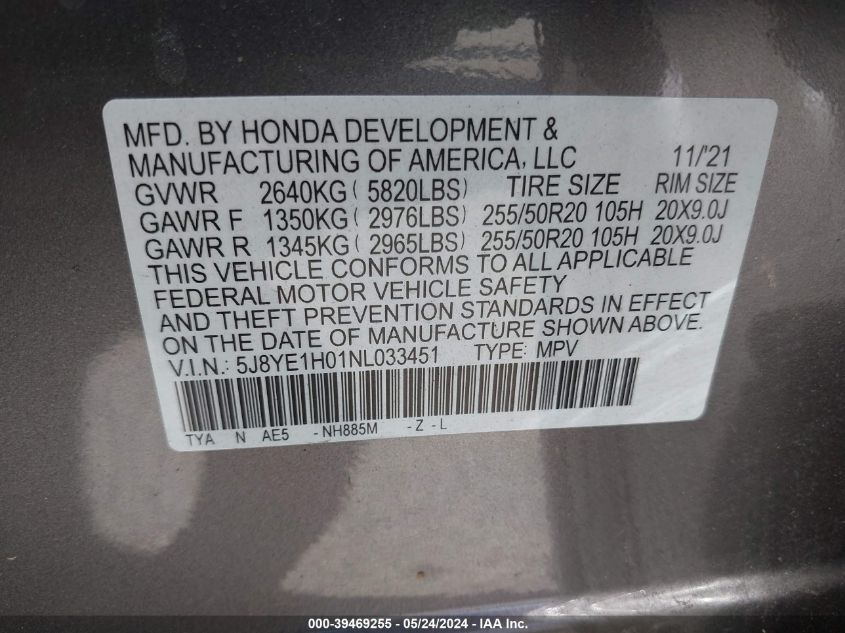 MFD. BY HONDA DEVELOPMENT &
MANUFACTURING OF AMERICA, LLC 11/'21
GVWR 2640KG ( 5820LBS) TIRE SIZE RIM SIZE
GAWR F 1350KG ( 2976LBS) 255/50R20 105H 20X9.0J
GAWR R 1345KG ( 2965LBS) 255/50R20 105H 20X9.0J
THIS VEHICLE CONFORMS TO ALL APPLICABLE
FEDERAL MOTOR VEHICLE SAFETY
AND THEFT PREVENTION STANDARDS IN EFFECT
ON THE DATE OF MANUFACTURE SHOWN ABOVE.
V.I.N.: 5J8YE1H01NL033451 TYPE: MPV
TYA N AE5 -NH885M -Z-L
000-39469255 - 05/24/2024 - IAA Inc.